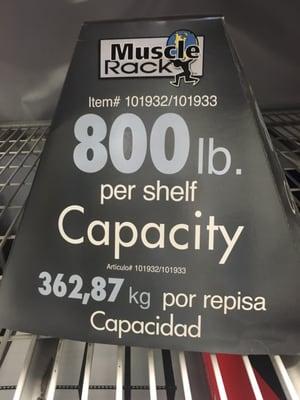 Muscle
Rack
Item# 101932/101933
800 lb.
per shelf
Capacity
Articulo# 101932/101933
362,87 kg por repisa
Capacidad